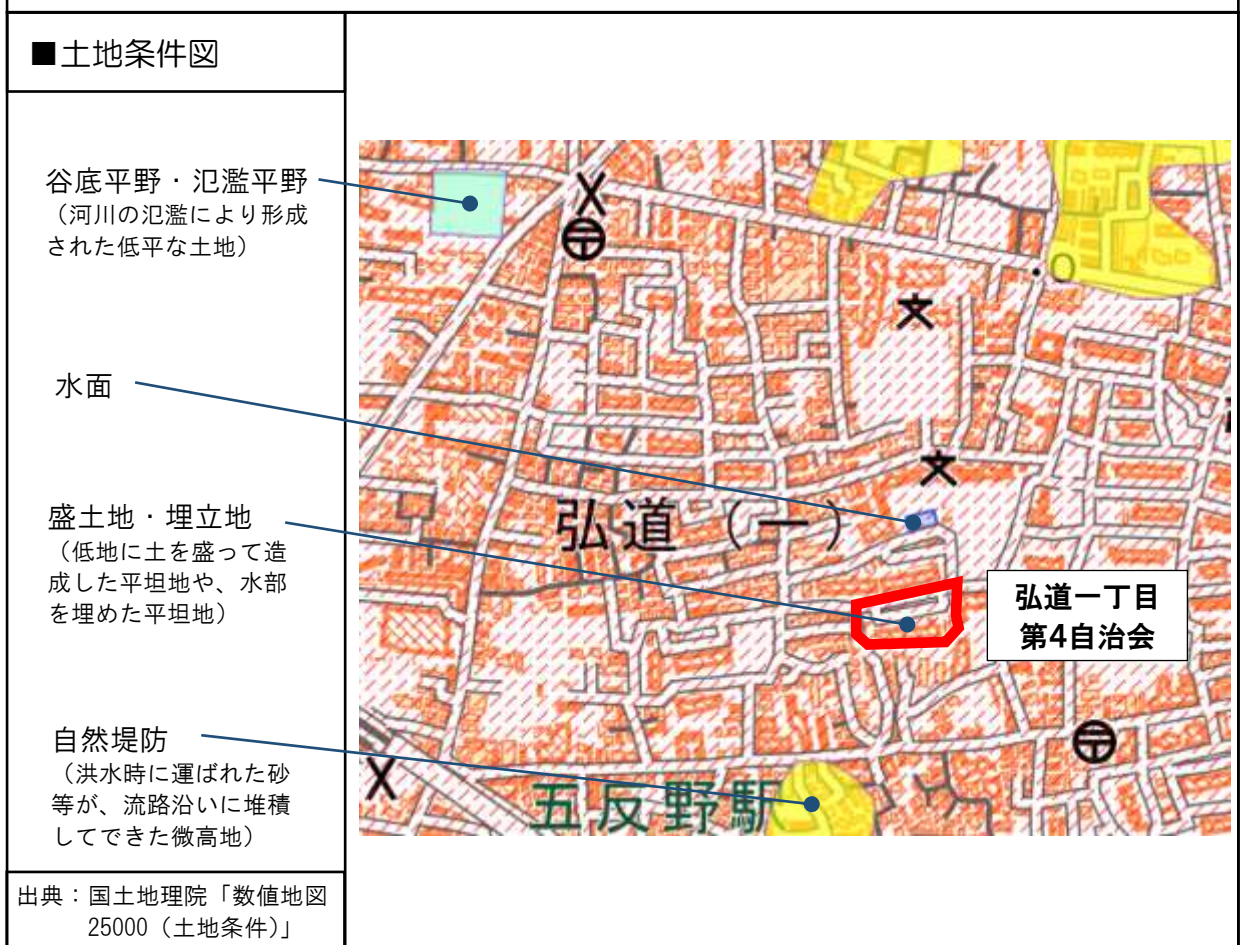 ■土地条件図
谷底平野・氾濫平野
（河川の氾濫により形成
された低平な土地）
水面
盛土地・埋立地
（低地に土を盛って造
成した平坦地や、水部
を埋めた平坦地）
自然堤防
（洪水時に運ばれた砂
等が、流路沿いに堆積
してできた微高地）
出典：国土地理院「数値地図
25000（土地条件）」
弘道（一）
弘道一丁目
第4自治会
五反野駅